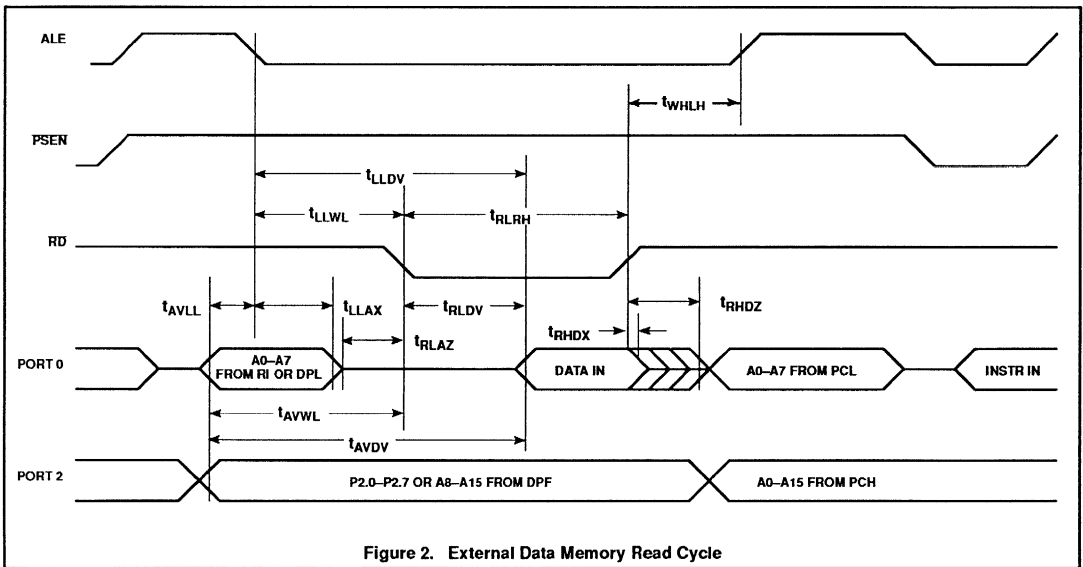 ALE
tWHLH
PSEN
tLLDV
tLLWL
tRLRH
RD
tAVLL
tLLAX
tRLDV
tRHDZ
tRLAZ
tRHDX
PORT 0
A0–A7
FROM RI OR DPL
DATA IN
A0–A7 FROM PCL
INSTR IN
tAVWL
tAVDV
PORT 2
P2.0–P2.7 OR A8–A15 FROM DPF
A0–A15 FROM PCH
Figure 2. External Data Memory Read Cycle